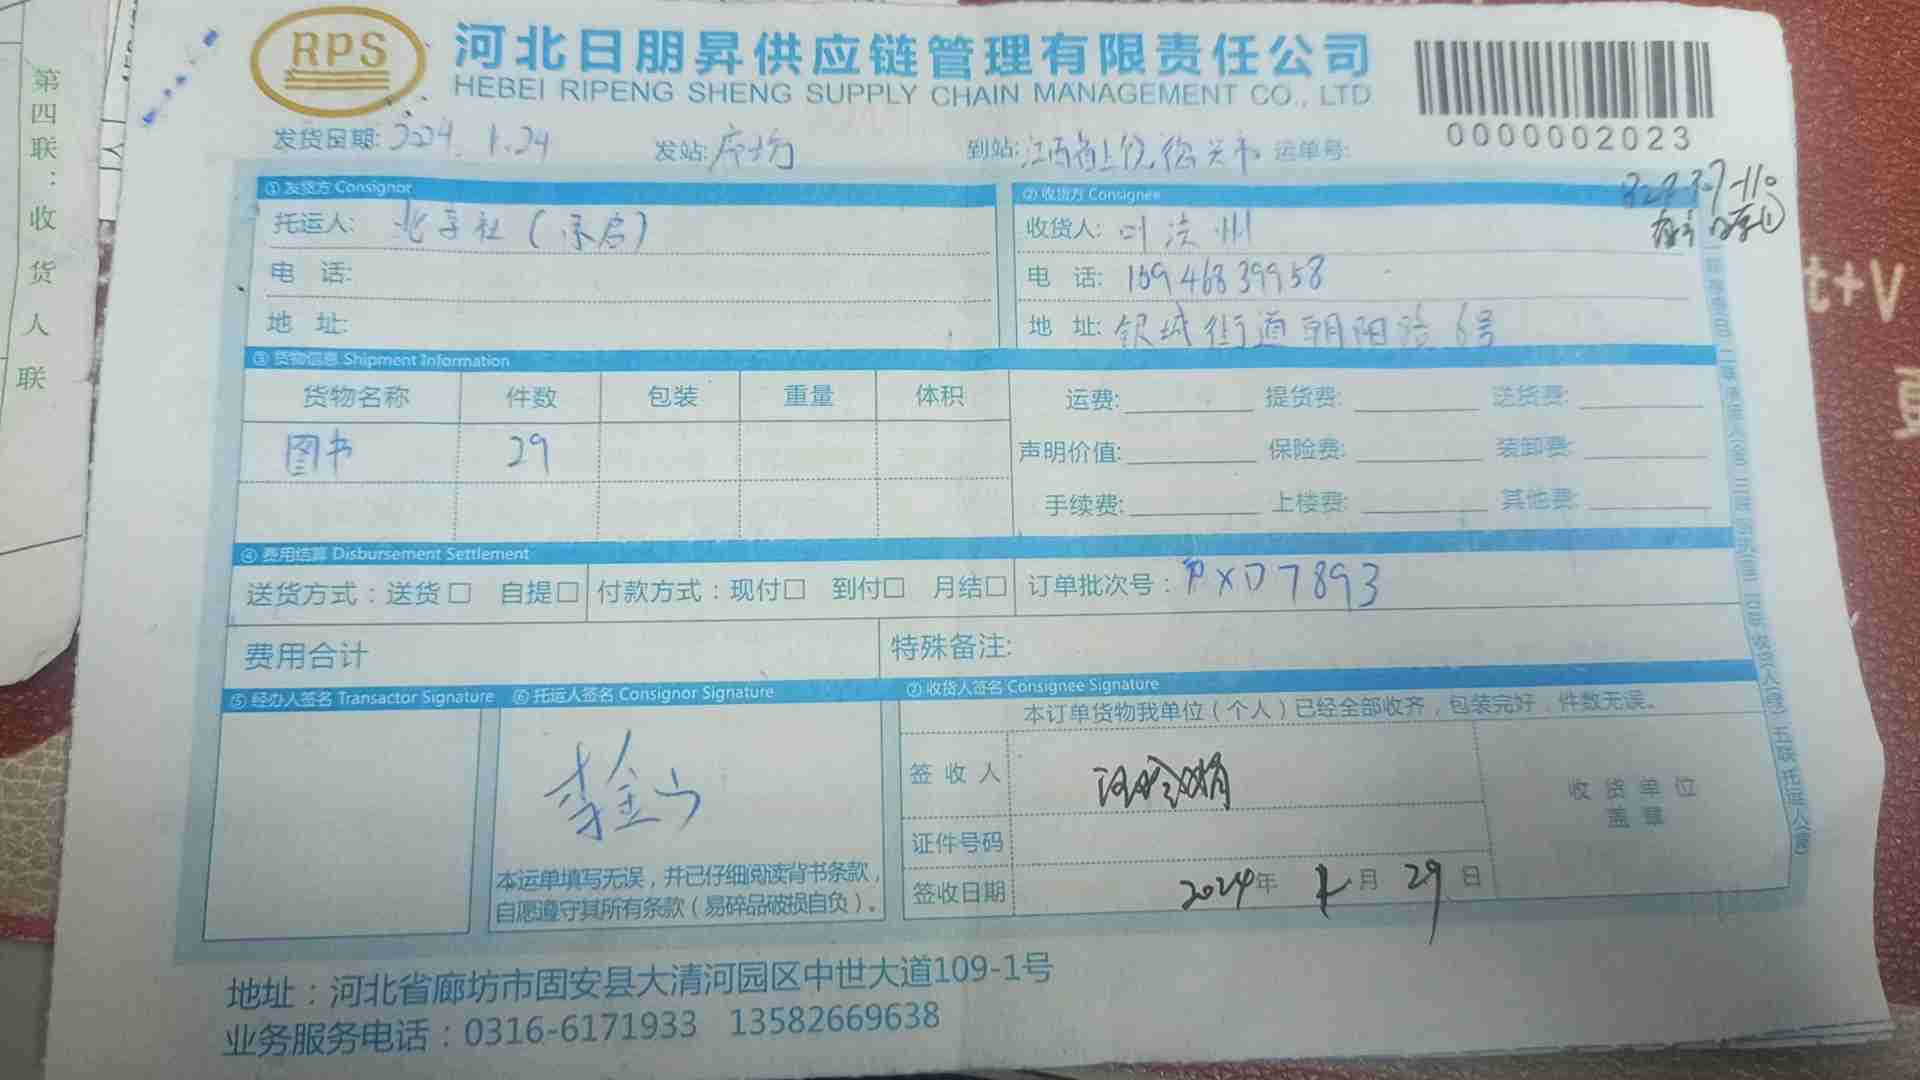 第四联：收货人联
RPS
河北日朋昇供应链管理有限责任公司
HEBEI RIPENG SHENG SUPPLY CHAIN MANAGEMENT CO., LTD
0000002023
发货日期: 2024.1.24 发站: 廊坊 到站: 江西省上饶德兴市 运单号:
① 发货方 Consignor ② 收货方 Consignee
托运人: 收货人:
电 话: 电 话: 15946839958
地 址: 地 址: 银城街道朝阳路6号
③ 货物信息 Shipment Information
货物名称 件数 包装 重量 体积 运费: 提货费: 送货费:
图书 29 声明价值: 保险费: 装卸费:
手续费: 上楼费: 其他费:
④ 费用结算 Disbursement Settlement
送货方式：送货□ 自提□ 付款方式：现付□ 到付□ 月结□ 订单批次号：PXD7893
费用合计 特殊备注:
⑤ 经办人签名 Transactor Signature ⑥ 托运人签名 Consignor Signature ⑦ 收货人签名 Consignee Signature
本订单货物我单位（个人）已经全部收齐，包装完好，件数无误。
签 收 人
收 货 单 位
盖 章
证件号码
本运单填写无误，并已仔细阅读背书条款，
自愿遵守其所有条款（易碎品破损自负）。
签收日期 2024年 1月 29日
地址：河北省廊坊市固安县大清河园区中世大道109-1号
业务服务电话：0316-6171933 13582669638
t+V